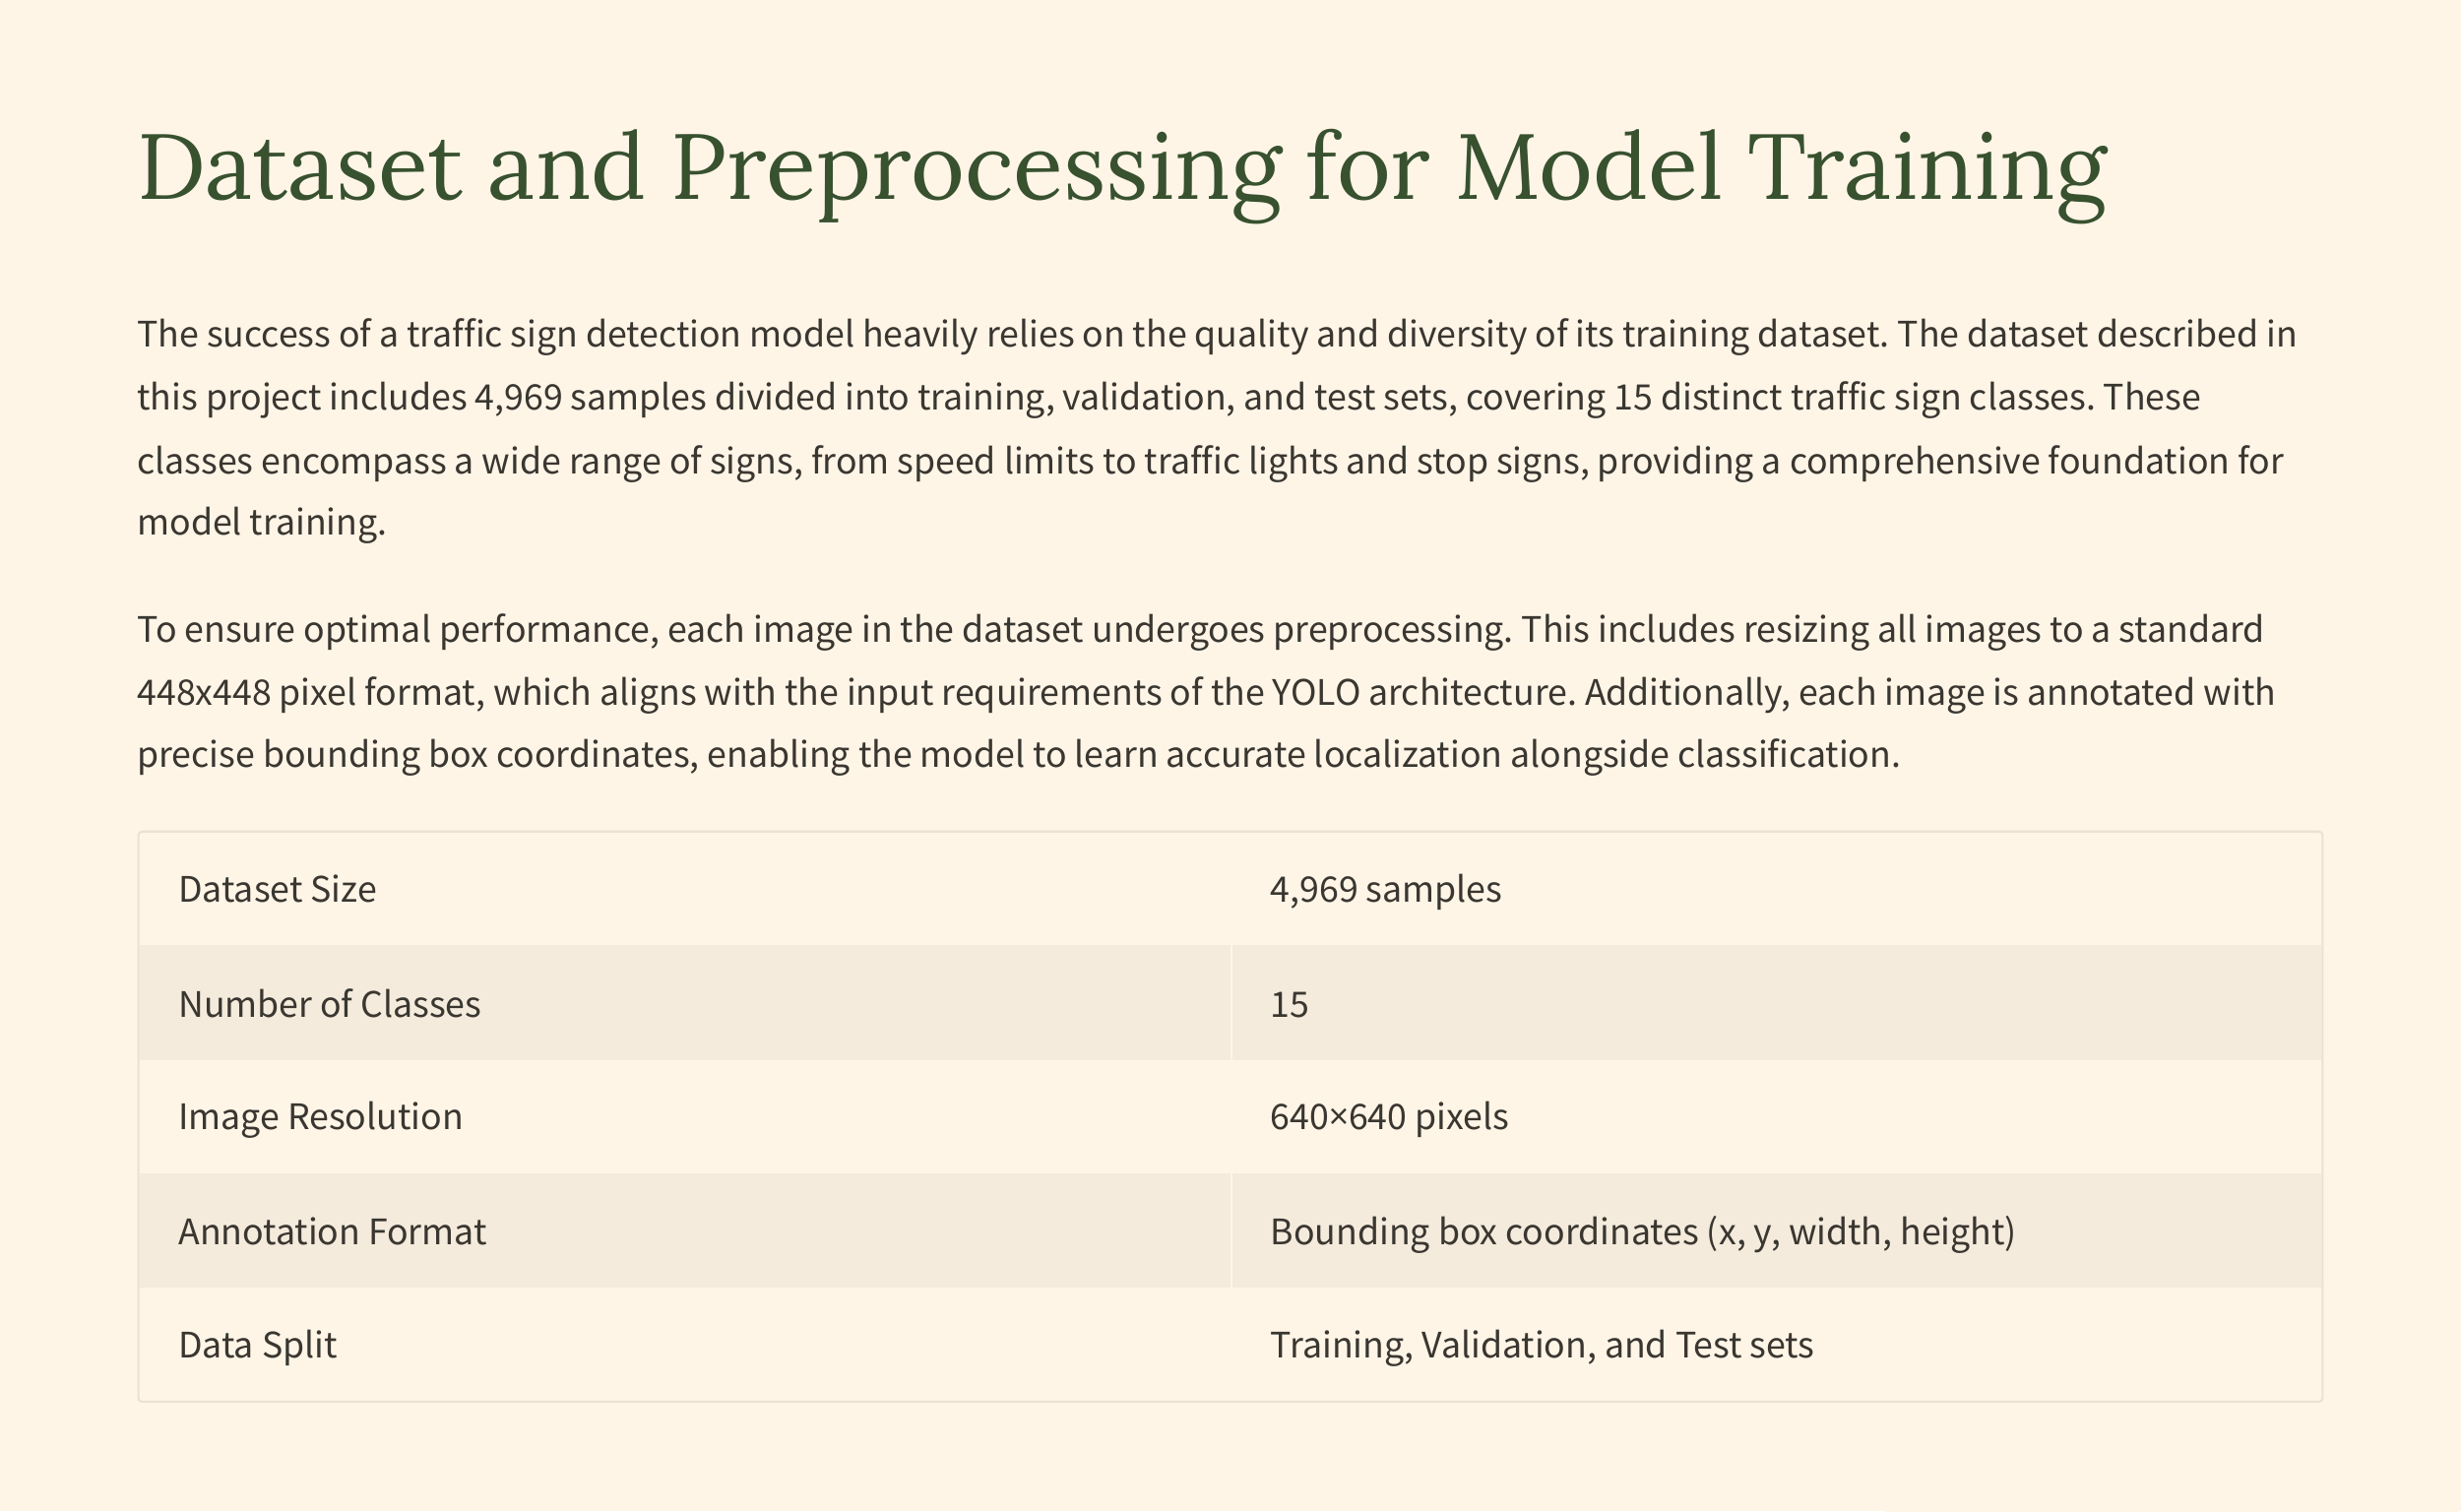 Dataset and Preprocessing for Model Training
The success of a traffic sign detection model heavily relies on the quality and diversity of its training dataset. The dataset described in
this project includes 4,969 samples divided into training, validation, and test sets, covering 15 distinct traffic sign classes. These
classes encompass a wide range of signs, from speed limits to traffic lights and stop signs, providing a comprehensive foundation for
model training.
To ensure optimal performance, each image in the dataset undergoes preprocessing. This includes resizing all images to a standard
448x448 pixel format, which aligns with the input requirements of the YOLO architecture. Additionally, each image is annotated with
precise bounding box coordinates, enabling the model to learn accurate localization alongside classification.
Dataset Size 4,969 samples
Number of Classes 15
Image Resolution 640×640 pixels
Annotation Format Bounding box coordinates (x, y, width, height)
Data Split Training, Validation, and Test sets